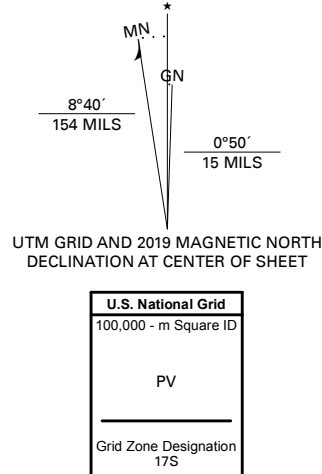 ★
MN
GN
8°40´
154 MILS
0°50´
15 MILS
UTM GRID AND 2019 MAGNETIC NORTH
DECLINATION AT CENTER OF SHEET
U.S. National Grid
100,000 - m Square ID
PV
Grid Zone Designation
17S